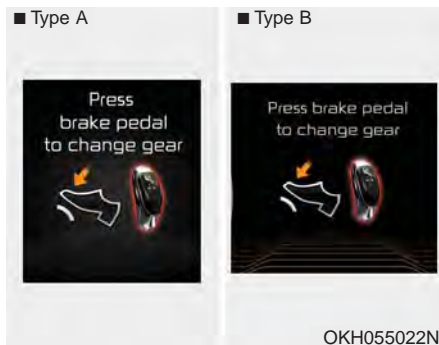 ■ Type A
Press
brake pedal
to change gear
■ Type B
Press brake pedal
to change gear
OKH055022N